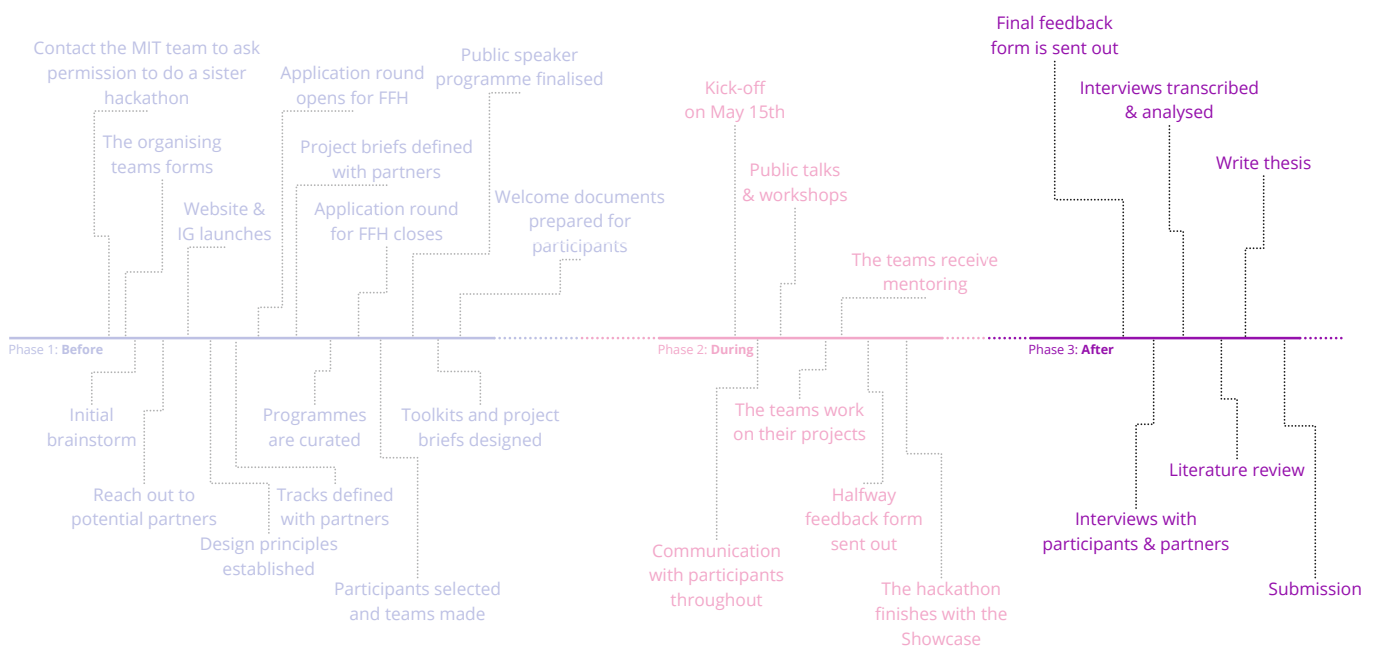 Contact the MIT team to ask
permission to do a sister
hackathon
The organising
teams forms
Website &
IG launches
Application round
opens for FFH
Project briefs defined
with partners
Application round
for FFH closes
Public speaker
programme finalised
Welcome documents
prepared for
participants
Phase 1: Before
Initial
brainstorm
Reach out to
potential partners
Design principles
established
Tracks defined
with partners
Programmes
are curated
Participants selected
and teams made
Toolkits and project
briefs designed
Kick-off
on May 15th
Public talks
& workshops
The teams receive
mentoring
Phase 2: During
Communication
with participants
throughout
The teams work
on their projects
Halfway
feedback form
sent out
The hackathon
finishes with the
Showcase
Final feedback
form is sent out
Interviews transcribed
& analysed
Write thesis
Phase 3: After
Interviews with
participants & partners
Literature review
Submission